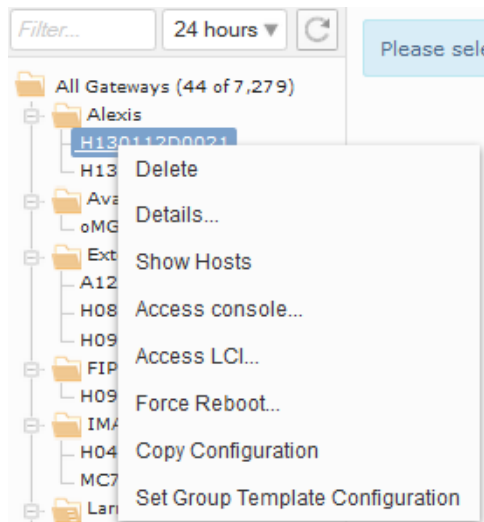 Filter... 24 hours
Please sele
All Gateways (44 of 7,279)
Alexis
H130112D0021
H13
Delete
Ava
oMG
Details...
Ext
Show Hosts
A12
H08
Access console...
H09
FIP
Access LCI...
H09
Force Reboot...
IMA
H04
Copy Configuration
MC7
Lar
Set Group Template Configuration